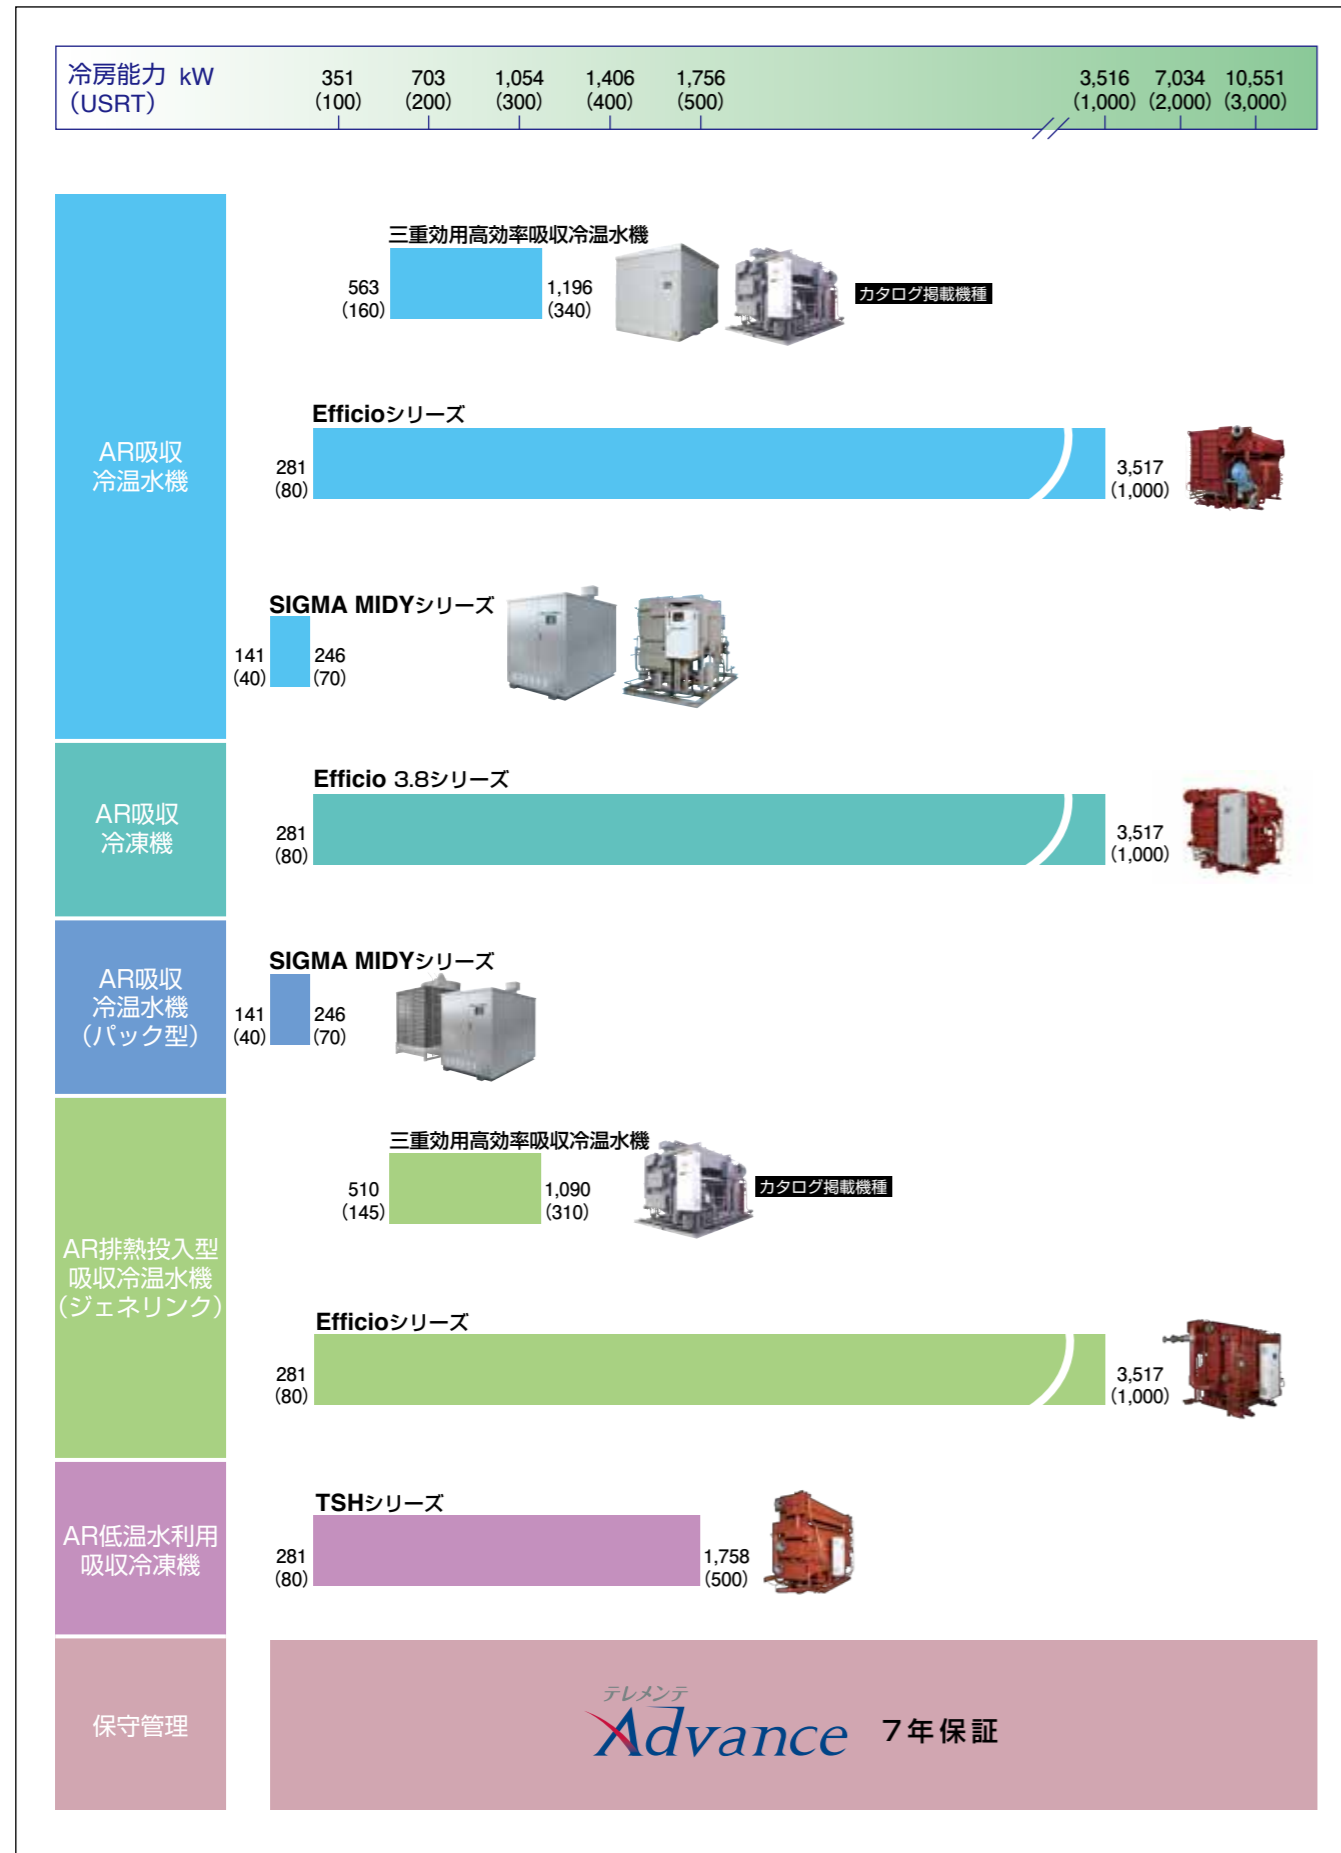 冷房能力 kW
（USRT）
351 703 1,054 1,406 1,756 3,516 7,034 10,551
(100) (200) (300) (400) (500) (1,000) (2,000) (3,000)
AR吸収
冷温水機
三重効用高効率吸収冷温水機
563
(160)
1,196
(340)
カタログ掲載機種
Efficioシリーズ
281
(80)
3,517
(1,000)
SIGMA MIDYシリーズ
141
(40)
246
(70)
AR吸収
冷凍機
Efficio 3.8シリーズ
281
(80)
3,517
(1,000)
AR吸収
冷温水機
（パック型）
SIGMA MIDYシリーズ
141
(40)
246
(70)
AR排熱投入型
吸収冷温水機
（ジェネリンク）
三重効用高効率吸収冷温水機
510
(145)
1,090
(310)
カタログ掲載機種
Efficioシリーズ
281
(80)
3,517
(1,000)
AR低温水利用
吸収冷凍機
TSHシリーズ
281
(80)
1,758
(500)
保守管理
テレメンテ
Advance 7年保証